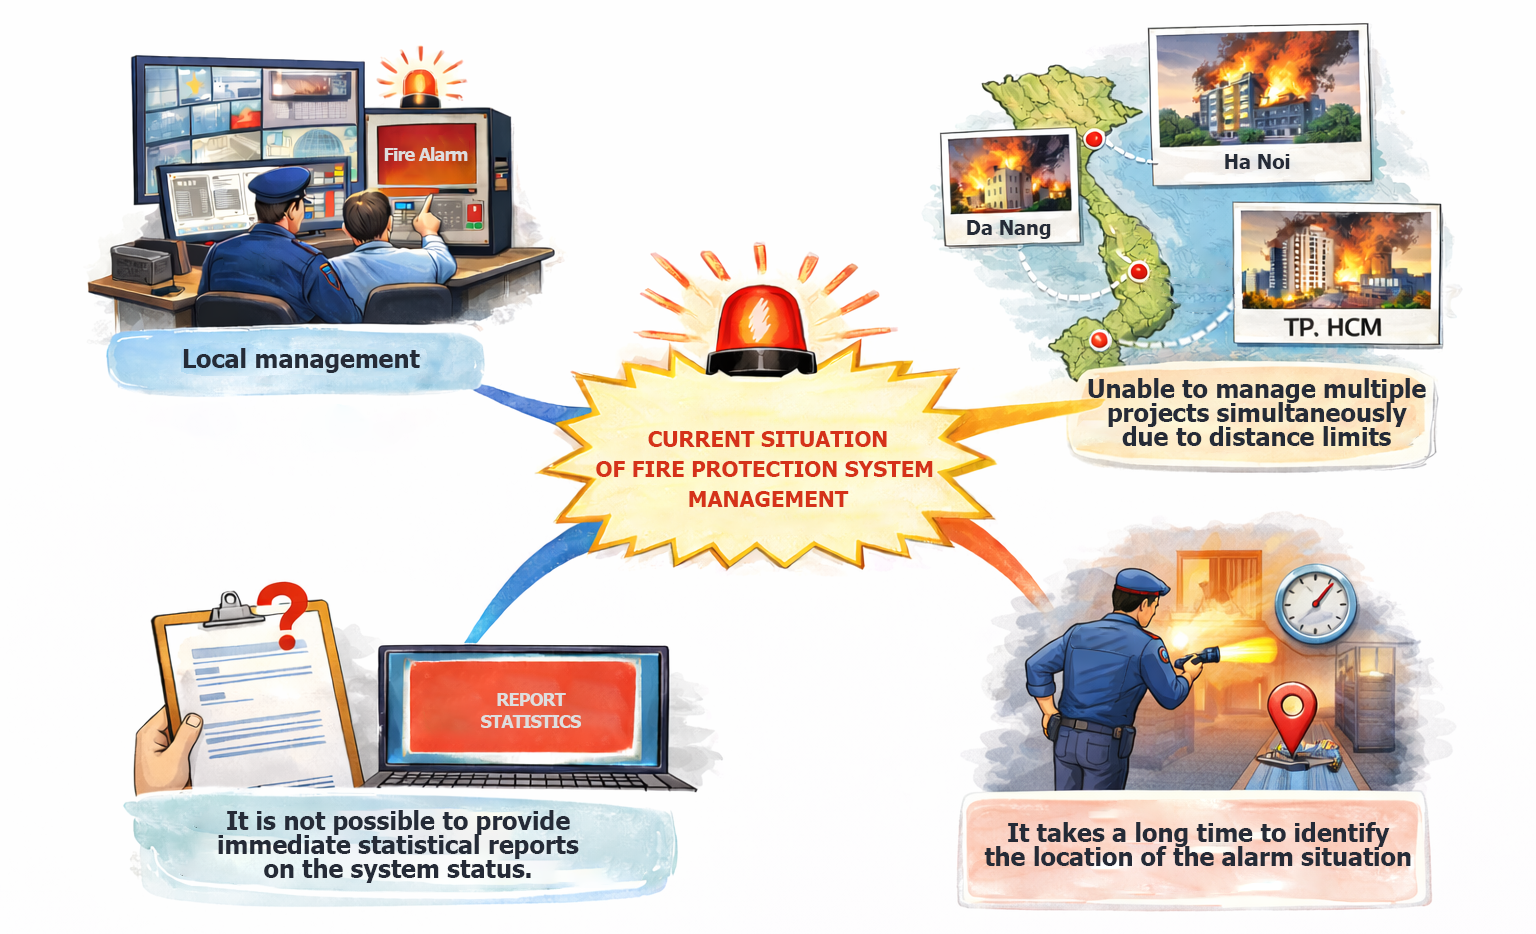 Fire Alarm
Local management
Ha Noi
Da Nang
TP. HCM
Unable to manage multiple
projects simultaneously
due to distance limits
CURRENT SITUATION
OF FIRE PROTECTION SYSTEM
MANAGEMENT
?
REPORT
STATISTICS
It is not possible to provide
immediate statistical reports
on the system status.
It takes a long time to identify
the location of the alarm situation